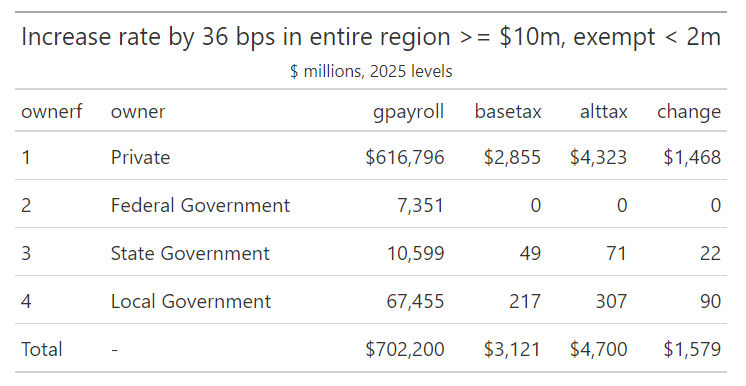 Increase rate by 36 bps in entire region >= $10m, exempt < 2m
$ millions, 2025 levels
ownerf owner gpayroll basetax alttax change
1 Private $616,796 $2,855 $4,323 $1,468
2 Federal Government 7,351 0 0 0
3 State Government 10,599 49 71 22
4 Local Government 67,455 217 307 90
Total - $702,200 $3,121 $4,700 $1,579